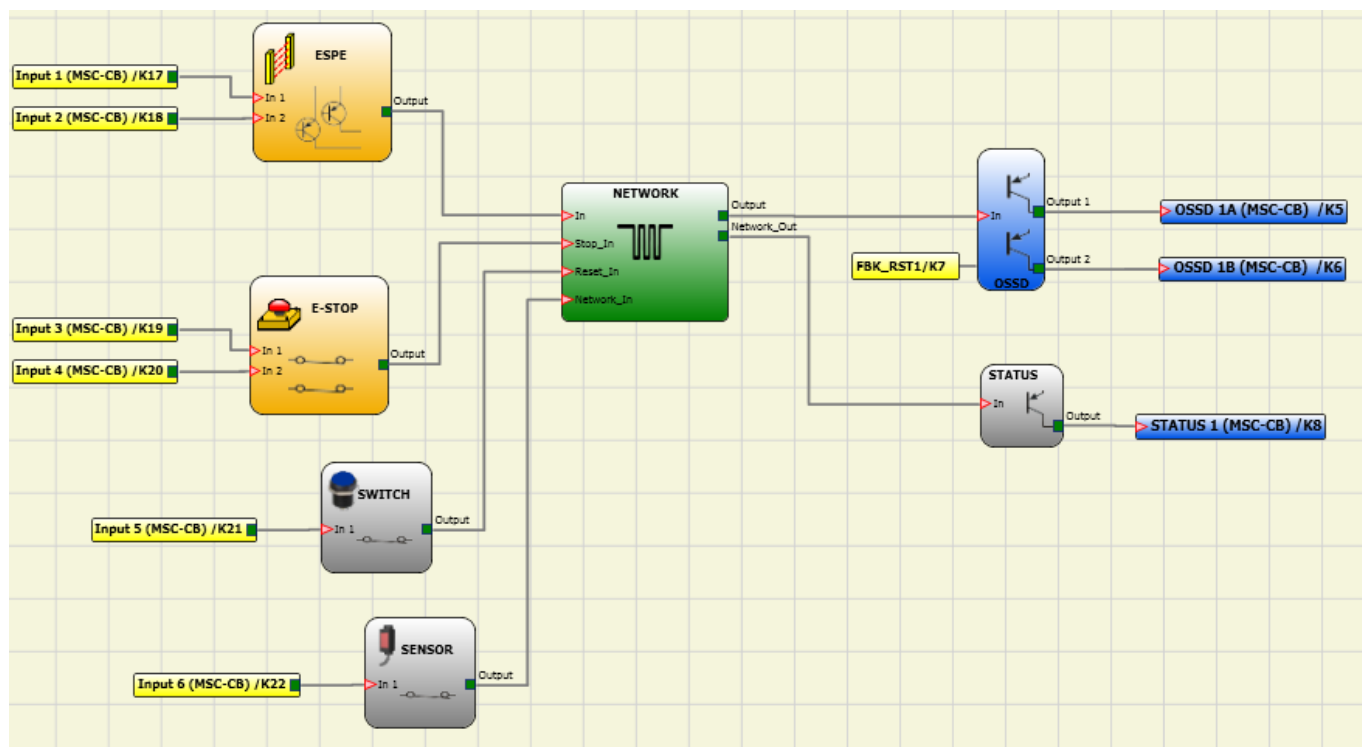 ESPE
Input 1 (MSC-CB) /K17
In 1
Output
Input 2 (MSC-CB) /K18
In 2
NETWORK
In
Output
Stop_In
Network_Out
Reset_In
Network_In
In
Output 1
OSSD 1A (MSC-CB) /K5
FBK_RST1/K7
Output 2
OSSD 1B (MSC-CB) /K6
OSSD
E-STOP
Input 3 (MSC-CB) /K19
In 1
Output
Input 4 (MSC-CB) /K20
In 2
STATUS
In
Output
STATUS 1 (MSC-CB) /K8
SWITCH
Input 5 (MSC-CB) /K21
In 1
Output
SENSOR
Input 6 (MSC-CB) /K22
In 1
Output